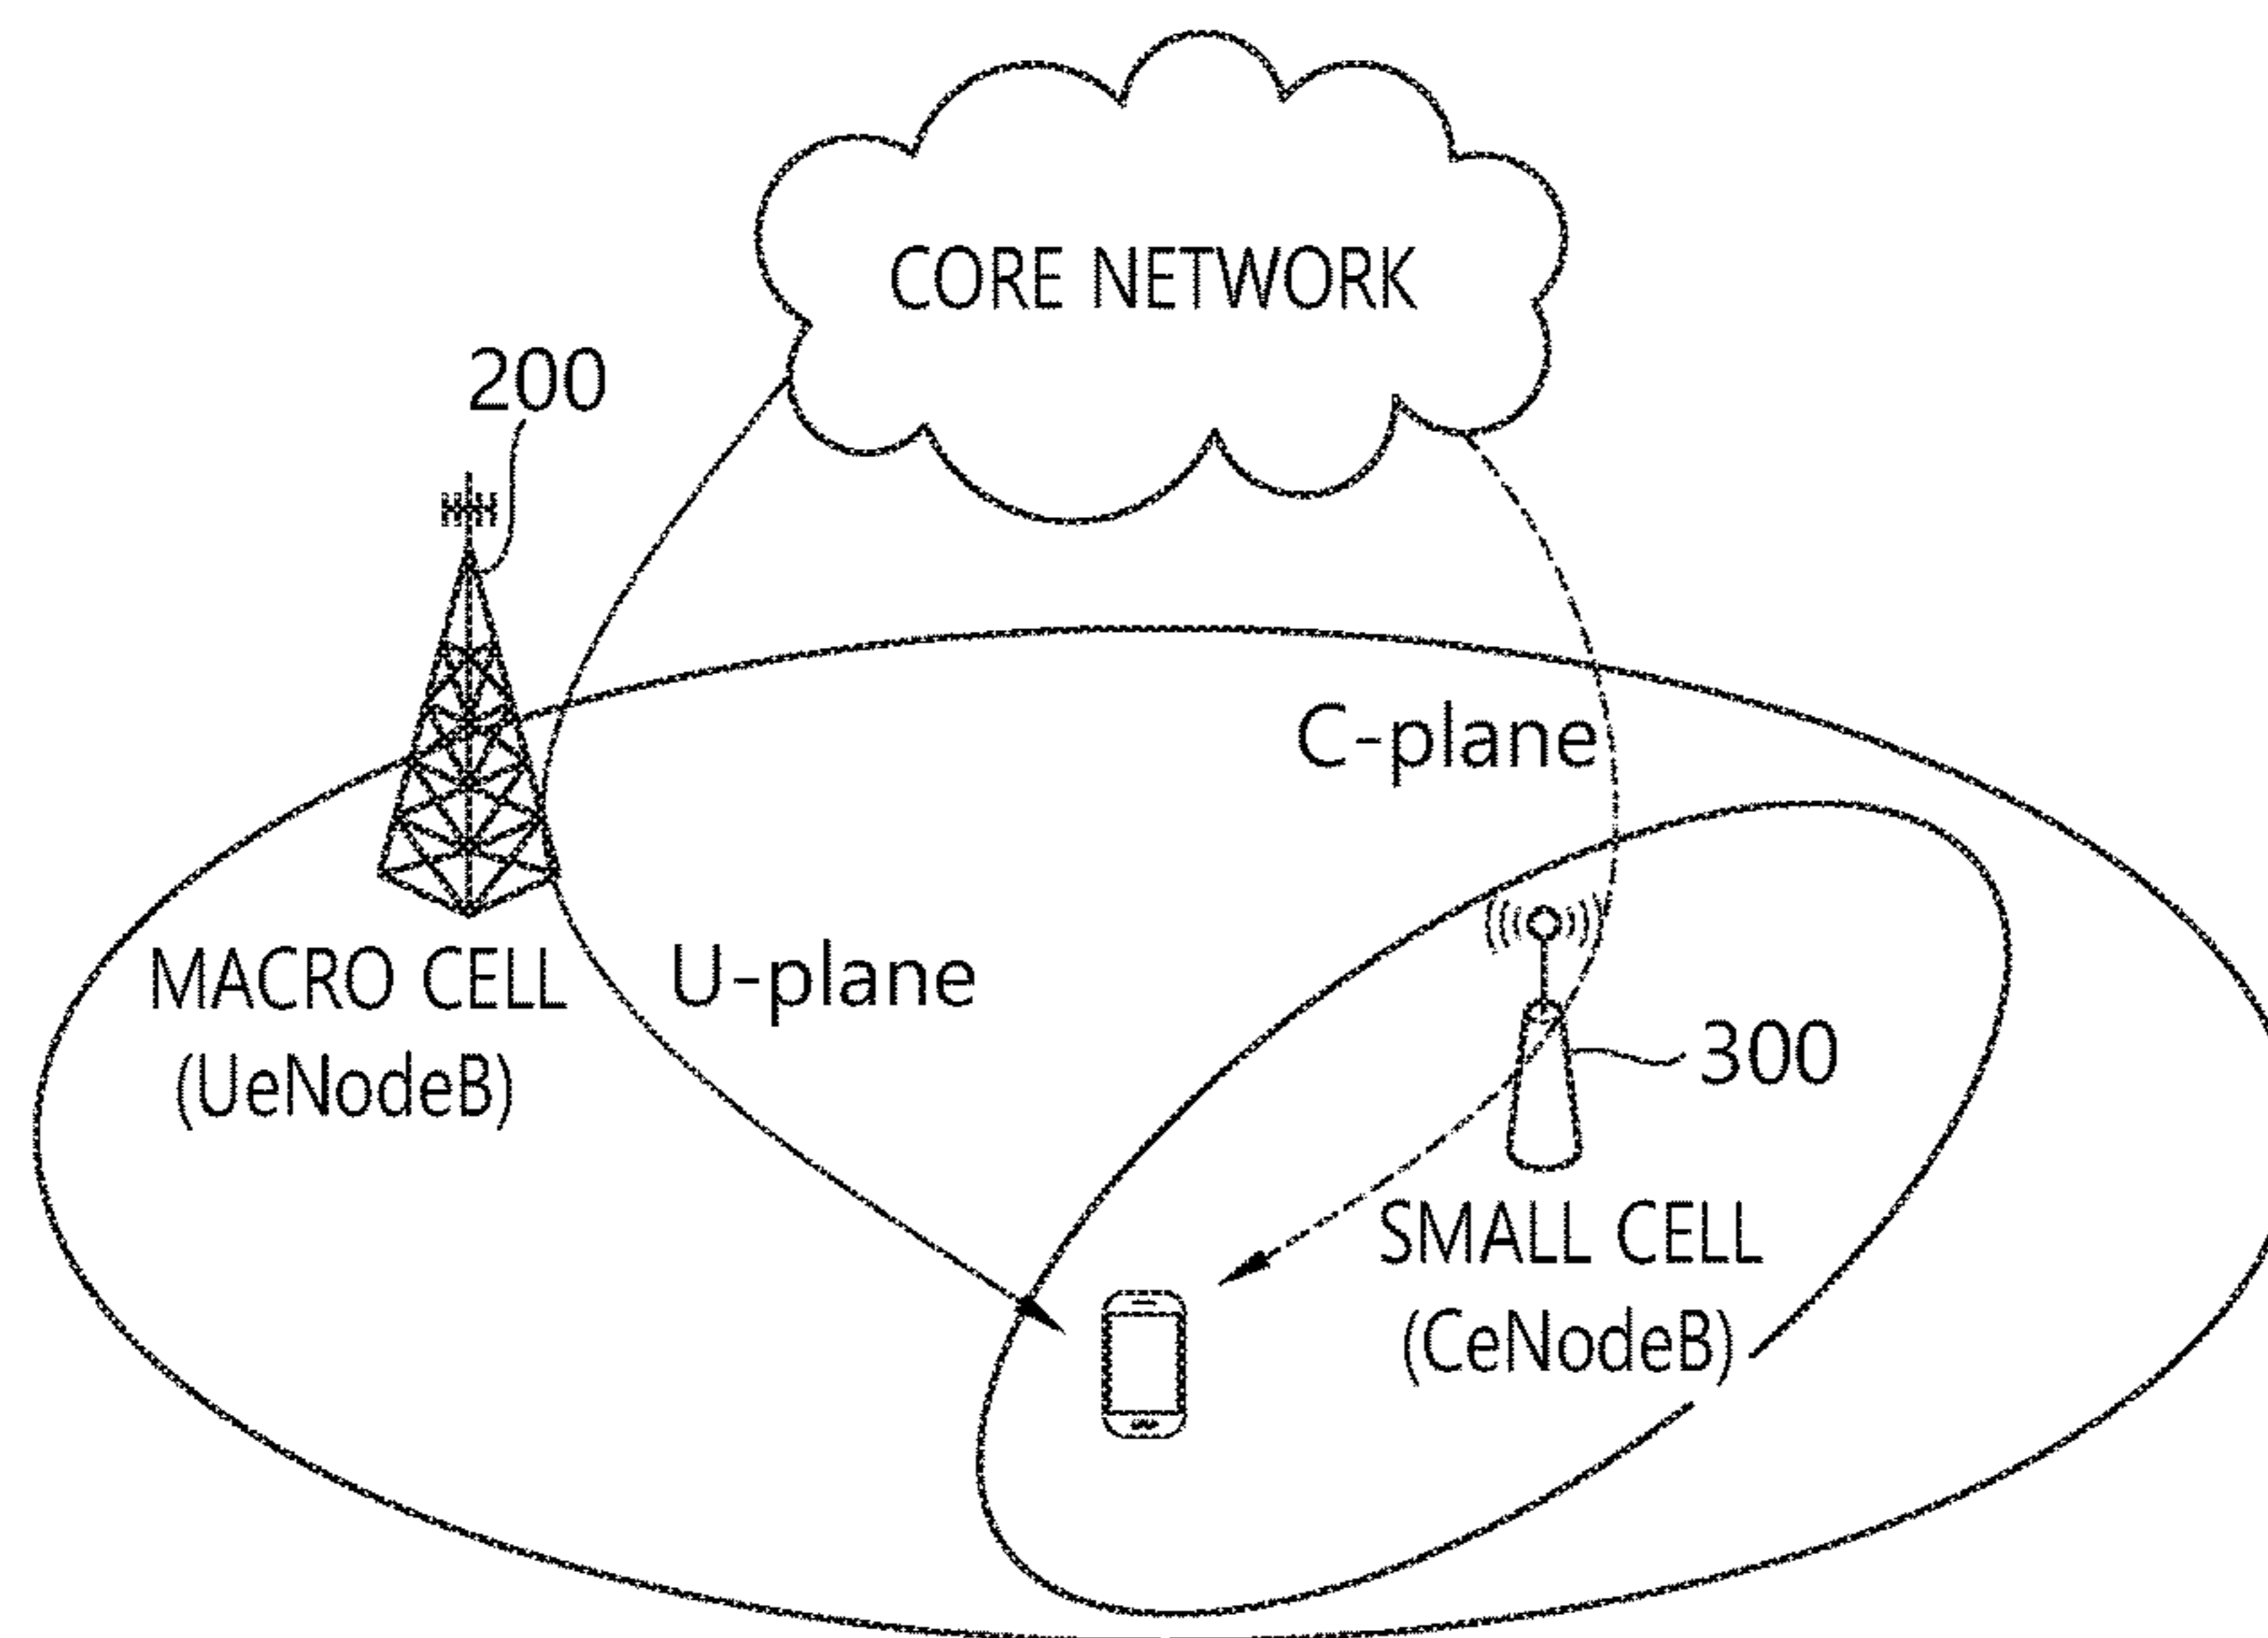 CORE NETWORK
200
C-plane
MACRO CELL
(UeNodeB)
U-plane
300
SMALL CELL
(CeNodeB)